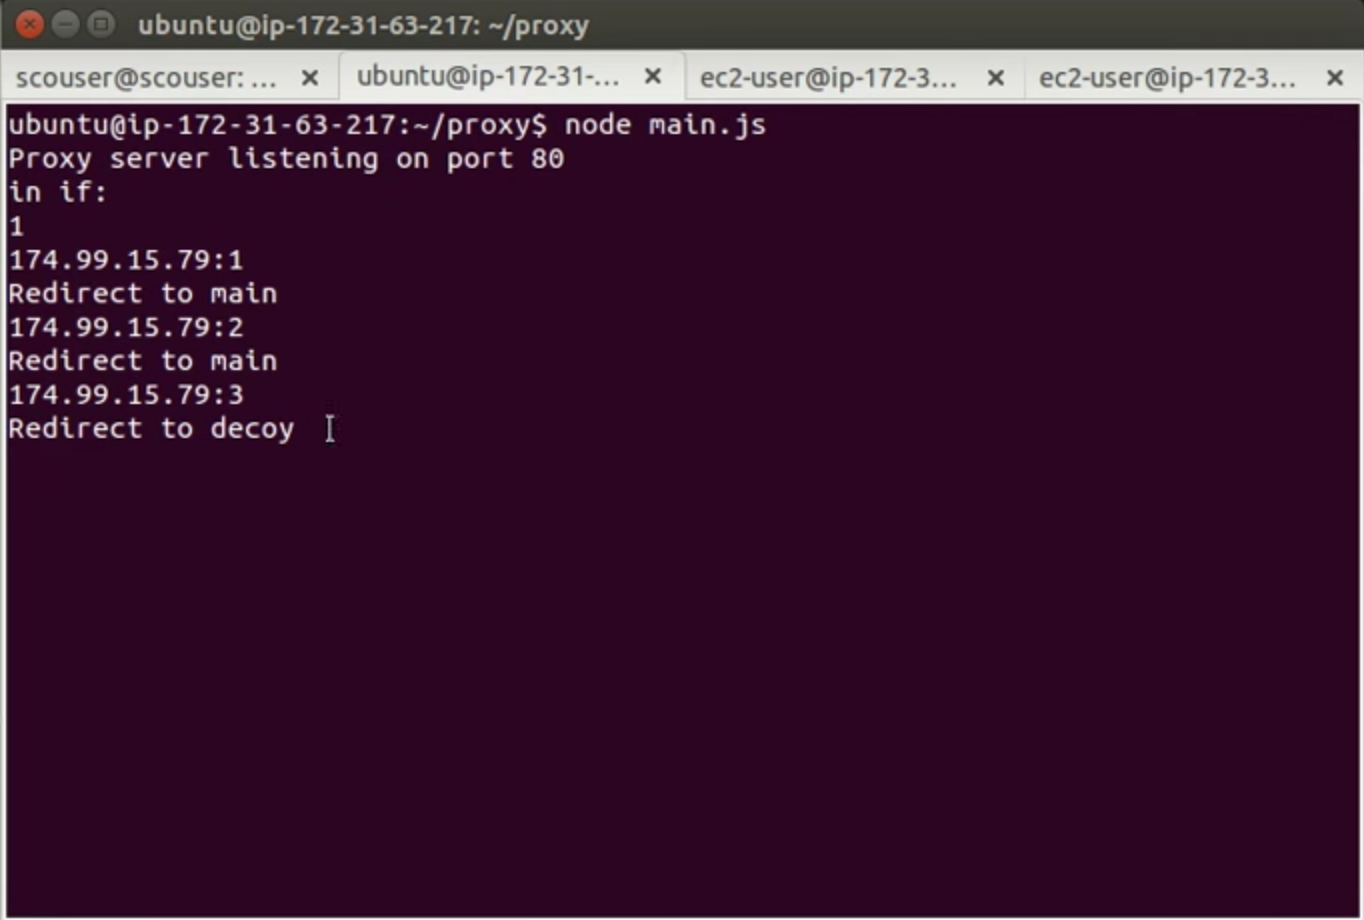 ubuntu@ip-172-31-63-217: ~/proxy
scouser@scouser: ... ubuntu@ip-172-31-... ec2-user@ip-172-3... ec2-user@ip-172-3...
ubuntu@ip-172-31-63-217:~/proxy$ node main.js
Proxy server listening on port 80
in if:
1
174.99.15.79:1
Redirect to main
174.99.15.79:2
Redirect to main
174.99.15.79:3
Redirect to decoy